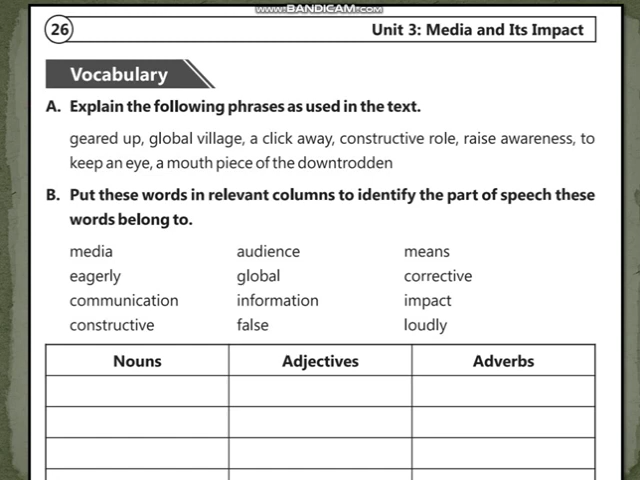 www.BANDICAM.com
26 Unit 3: Media and Its Impact
Vocabulary
A. Explain the following phrases as used in the text.
geared up, global village, a click away, constructive role, raise awareness, to
keep an eye, a mouth piece of the downtrodden
B. Put these words in relevant columns to identify the part of speech these
words belong to.
media audience means
eagerly global corrective
communication information impact
constructive false loudly
Nouns Adjectives Adverbs